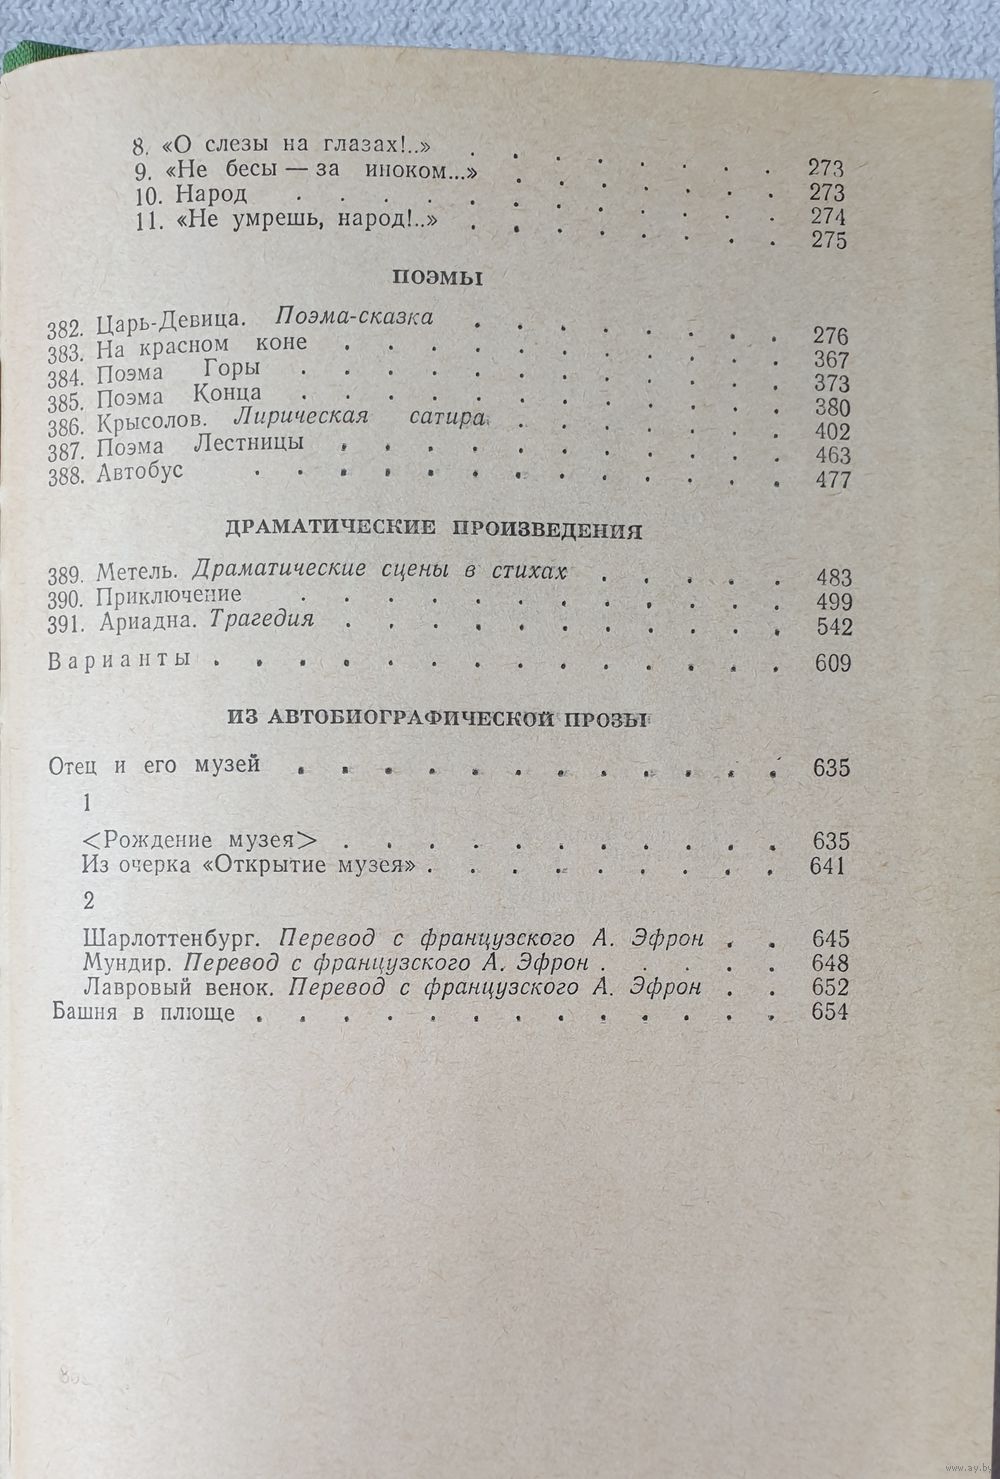 8. «О слезы на глазах!..» . . . . . . . . 273
9. «Не бесы — за иноком...» . . . . . . . 273
10. Народ . . . . . . . . . . . . 274
11. «Не умрешь, народ!..» . . . . . . . . 275
ПОЭМЫ
382. Царь-Девица. Поэма-сказка . . . . . . . . 276
383. На красном коне . . . . . . . . . . . 367
384. Поэма Горы . . . . . . . . . . . . 373
385. Поэма Конца . . . . . . . . . . . . 380
386. Крысолов. Лирическая сатира . . . . . . . 402
387. Поэма Лестницы . . . . . . . . . . . 463
388. Автобус . . . . . . . . . . . . . 477
ДРАМАТИЧЕСКИЕ ПРОИЗВЕДЕНИЯ
389. Метель. Драматические сцены в стихах . . . . . 483
390. Приключение . . . . . . . . . . . . 499
391. Ариадна. Трагедия . . . . . . . . . . . 542
Варианты . . . . . . . . . . . . . . 609
ИЗ АВТОБИОГРАФИЧЕСКОЙ ПРОЗЫ
Отец и его музей . . . . . . . . . . . . 635
1
<Рождение музея> . . . . . . . . . . . 635
Из очерка «Открытие музея» . . . . . . . . . 641
2
Шарлоттенбург. Перевод с французского А. Эфрон . . 645
Мундир. Перевод с французского А. Эфрон . . . . . 648
Лавровый венок. Перевод с французского А. Эфрон . . 652
Башня в плюще . . . . . . . . . . . . . 654
www.ay.by